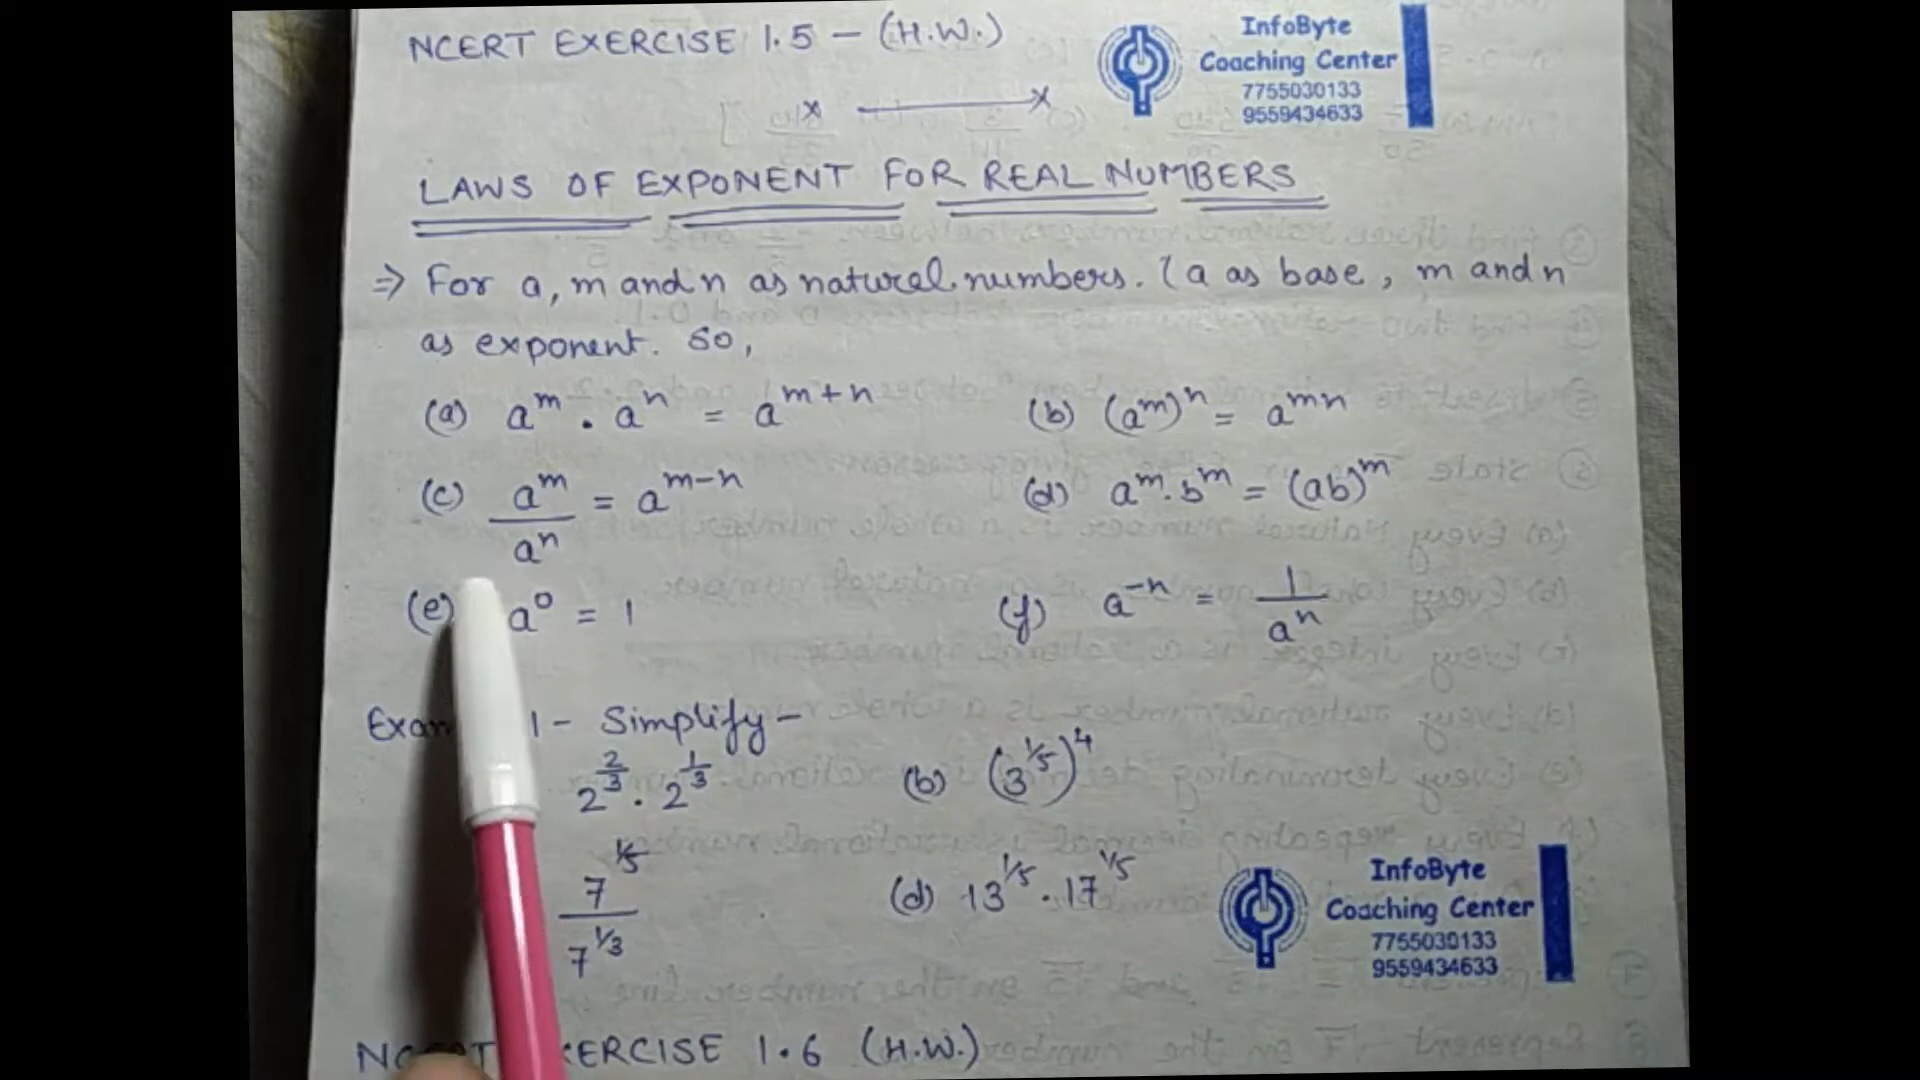 NCERT EXERCISE 1.5 – (H.W.)
InfoByte
Coaching Center
7755030133
9559434633
x ——— x
LAWS OF EXPONENT FOR REAL NUMBERS
⇒ For a, m and n as natural numbers. (a as base, m and n
as exponent. So,
(a) a^m . a^n = a^{m+n} (b) (a^m)^n = a^{mn}
(c) a^m / a^n = a^{m-n} (d) a^m . b^m = (ab)^m
(e) a^0 = 1 (f) a^{-n} = 1 / a^n
1 – Simplify –
2^{2/3} . 2^{1/3} (b) (3^{1/5})^4
7^{1/5} / 7^{1/3} (d) 13^{1/5} . 17^{1/5}
InfoByte
Coaching Center
7755030133
9559434633
1.6 (H.W.)